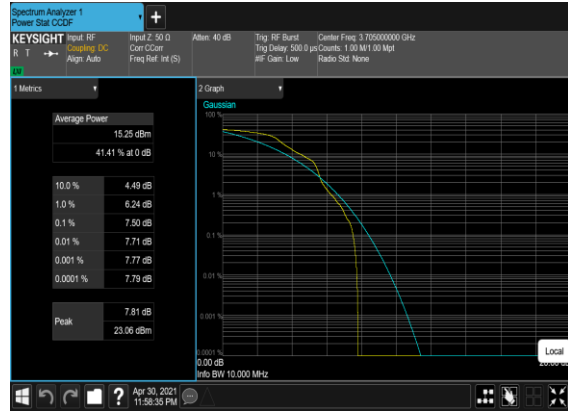 Spectrum Analyzer 1
Power Stat CCDF
KEYSIGHT
R T
LW
Input: RF
Coupling: DC
Align: Auto
Input Z: 50 Ω
Corr CCorr
Freq Ref: Int (S)
Atten: 40 dB
Trig: RF Burst
Trig Delay: 500.0 µs
#IF Gain: Low
Center Freq: 3.705000000 GHz
Counts: 1.00 M/1.00 Mpt
Radio Std: None
1 Metrics
Average Power
15.25 dBm
41.41 % at 0 dB
10.0 % 4.49 dB
1.0 % 6.24 dB
0.1 % 7.50 dB
0.01 % 7.71 dB
0.001 % 7.77 dB
0.0001 % 7.79 dB
Peak
7.81 dB
23.06 dBm
2 Graph
Gaussian
100 %
10 %
1 %
0.1 %
0.01 %
0.001 %
0.0001 %
0.00 dB
Info BW 10.000 MHz
Local
Apr 30, 2021
11:58:35 PM